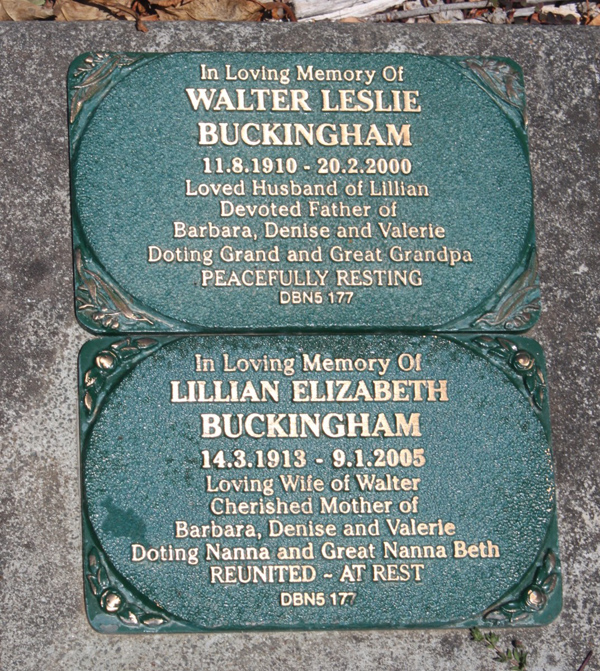 In Loving Memory Of
WALTER LESLIE
BUCKINGHAM
11.8.1910 - 20.2.2000
Loved Husband of Lillian
Devoted Father of
Barbara, Denise and Valerie
Doting Grand and Great Grandpa
PEACEFULLY RESTING
DBN5 177
In Loving Memory Of
LILLIAN ELIZABETH
BUCKINGHAM
14.3.1913 - 9.1.2005
Loving Wife of Walter
Cherished Mother of
Barbara, Denise and Valerie
Doting Nanna and Great Nanna Beth
REUNITED ~ AT REST
DBN5 177